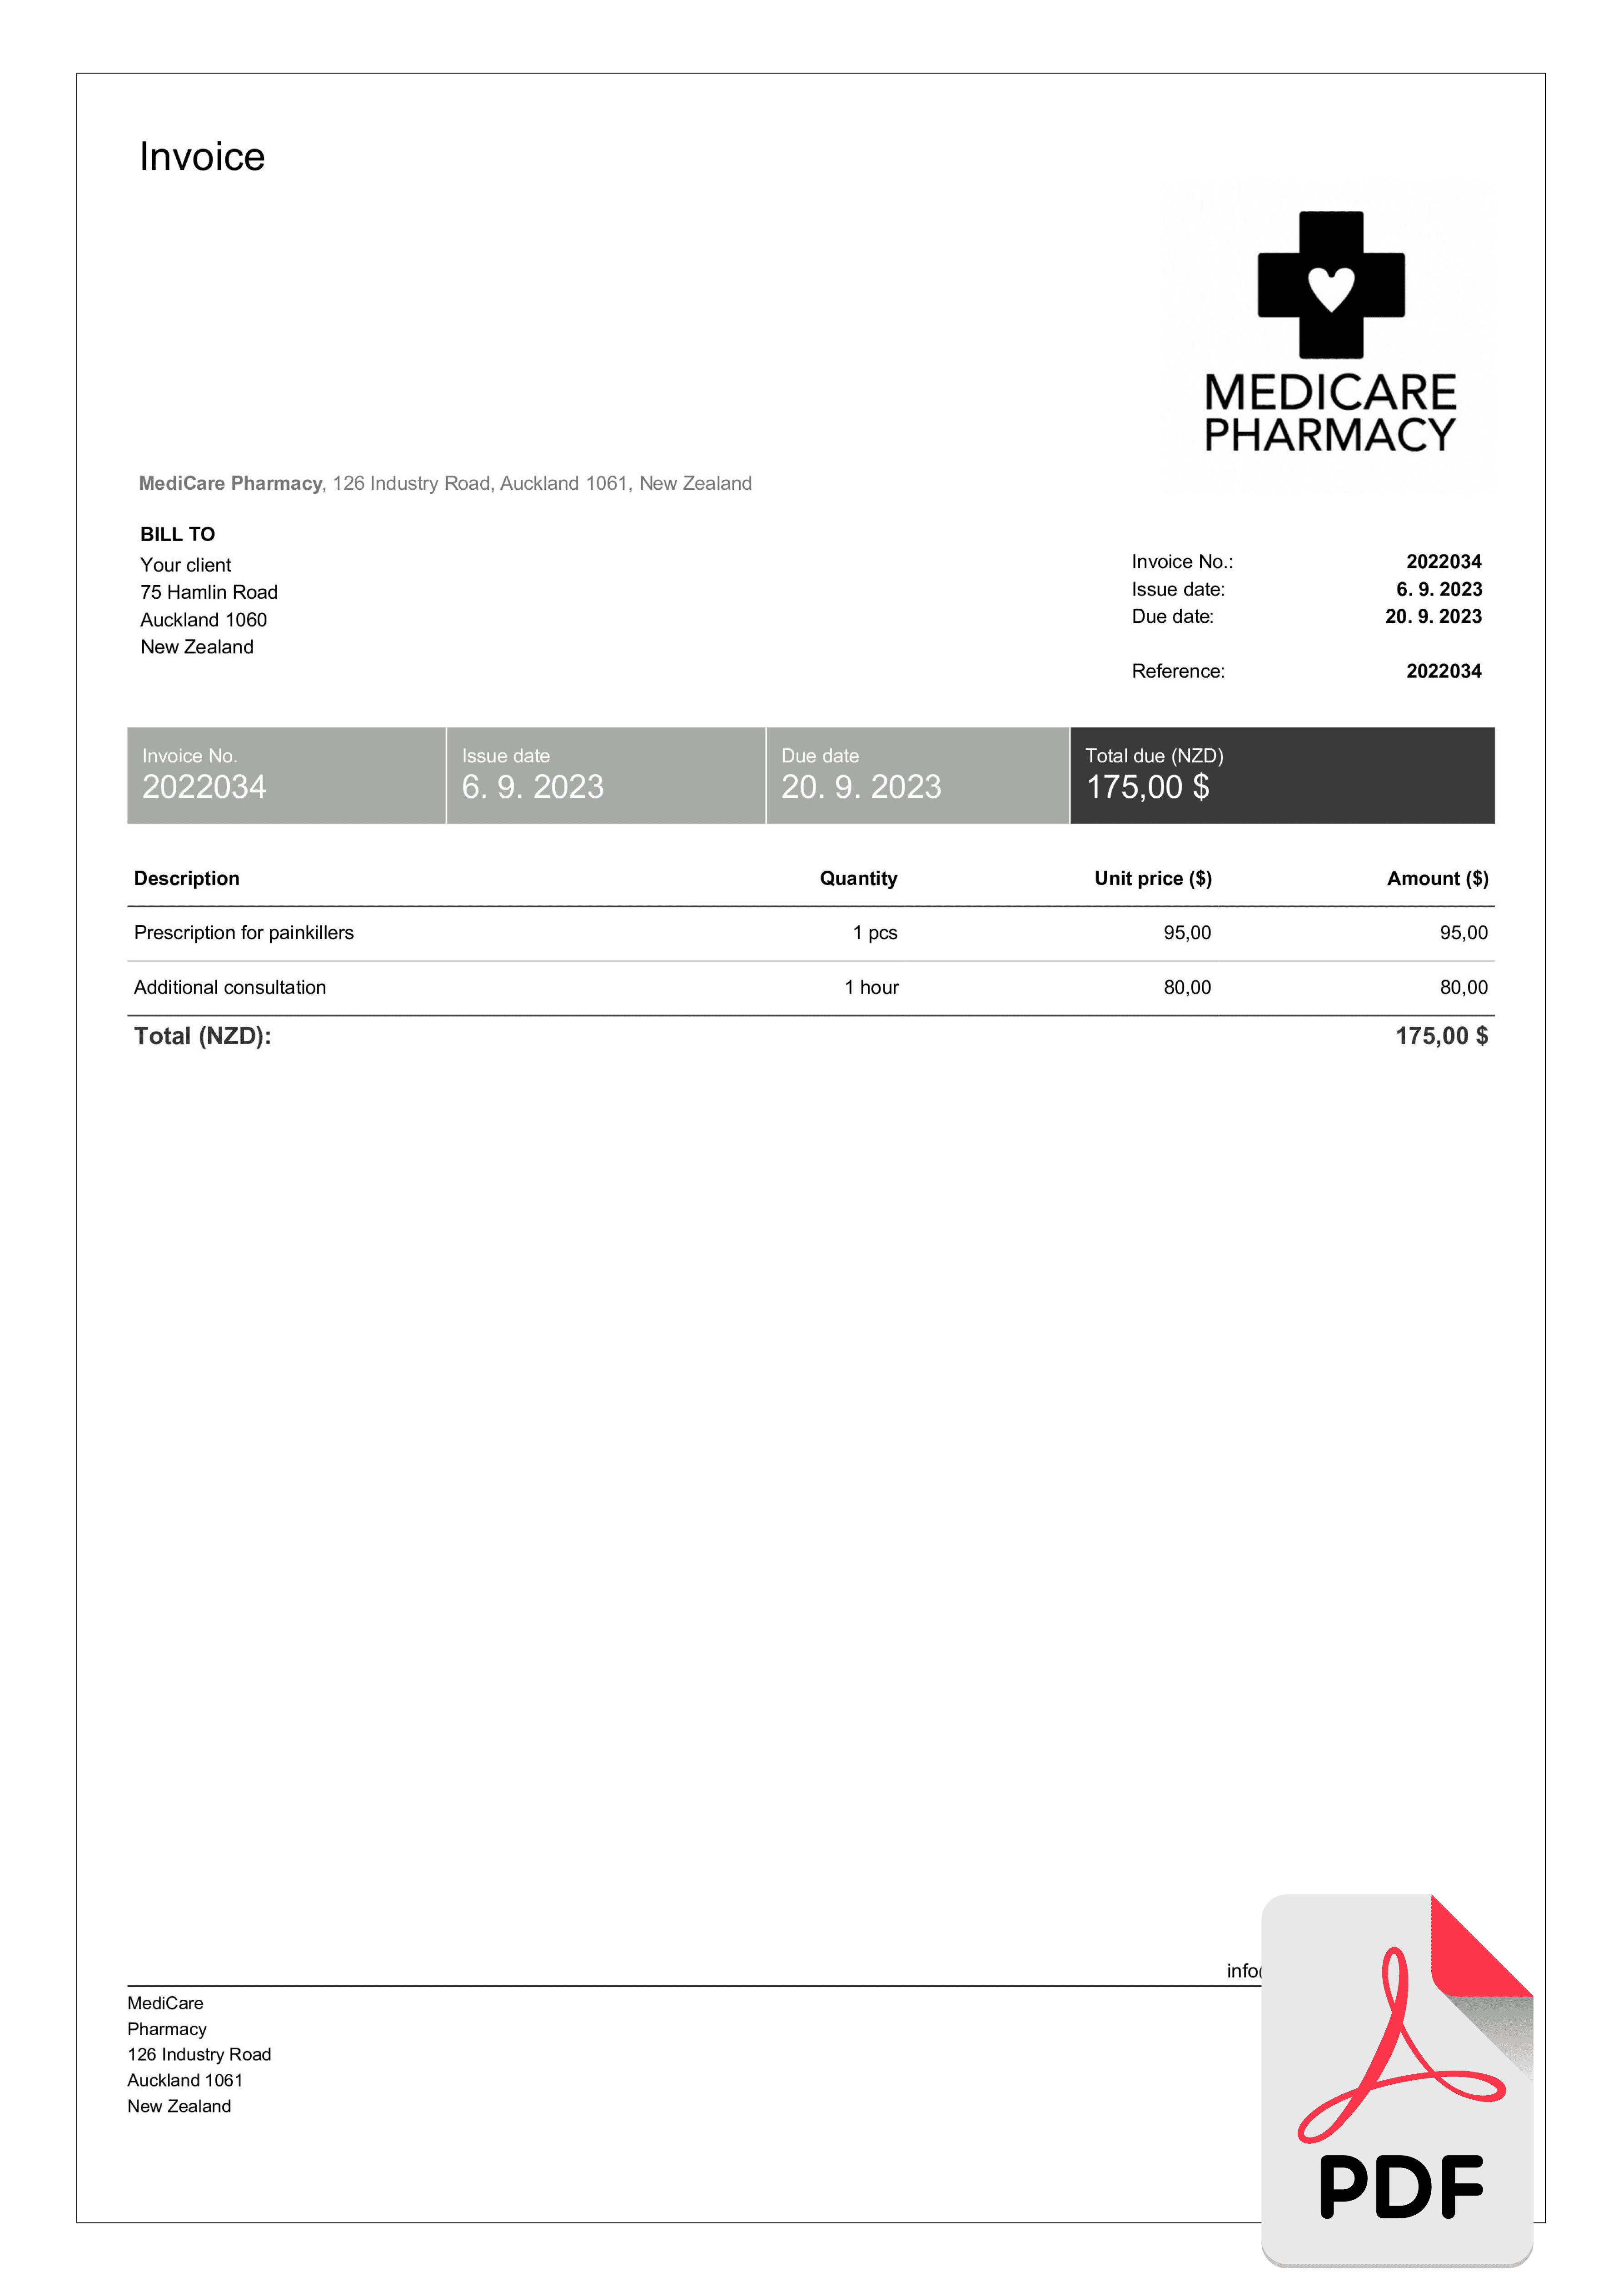 Invoice
MEDICARE
PHARMACY
MediCare Pharmacy, 126 Industry Road, Auckland 1061, New Zealand
BILL TO
Your client
75 Hamlin Road
Auckland 1060
New Zealand
Invoice No.: 2022034
Issue date: 6. 9. 2023
Due date: 20. 9. 2023
Reference: 2022034
Invoice No. Issue date Due date Total due (NZD)
2022034 6. 9. 2023 20. 9. 2023 175,00 $
Description Quantity Unit price ($) Amount ($)
Prescription for painkillers 1 pcs 95,00 95,00
Additional consultation 1 hour 80,00 80,00
Total (NZD): 175,00 $
MediCare
Pharmacy
126 Industry Road
Auckland 1061
New Zealand
PDF